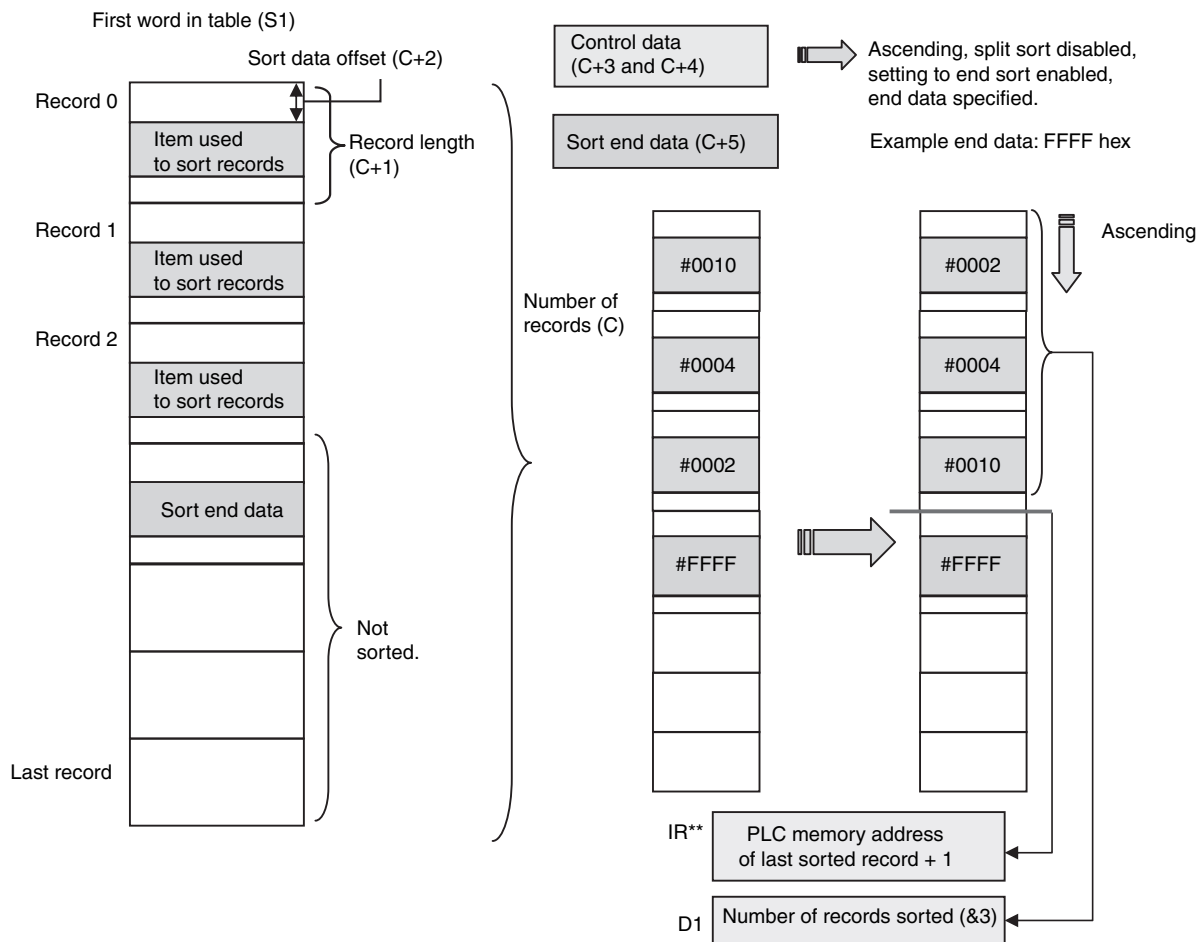 First word in table (S1)
Sort data offset (C+2)
Record 0
Item used
to sort records
Record length
(C+1)
Record 1
Item used
to sort records
Record 2
Item used
to sort records
Sort end data
Not
sorted.
Last record
Number of
records (C)
Control data
(C+3 and C+4)
Ascending, split sort disabled,
setting to end sort enabled,
end data specified.
Sort end data (C+5)
Example end data: FFFF hex
#0010
#0004
#0002
#FFFF
#0002
#0004
#0010
#FFFF
Ascending
IR**
PLC memory address
of last sorted record + 1
D1
Number of records sorted (&3)